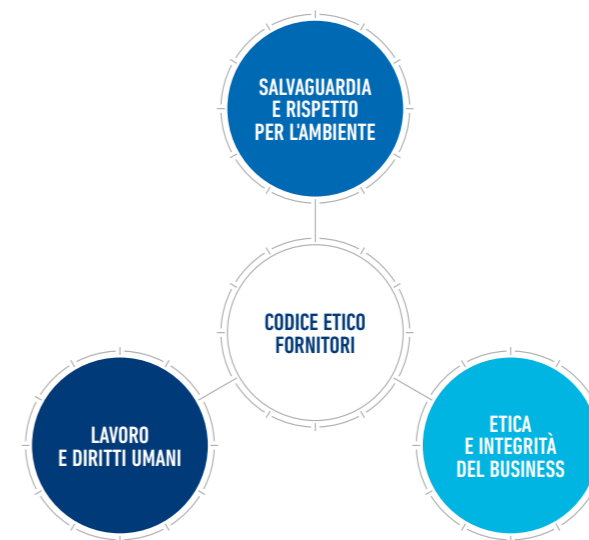 SALVAGUARDIA
E RISPETTO
PER L'AMBIENTE
CODICE ETICO
FORNITORI
LAVORO
E DIRITTI UMANI
ETICA
E INTEGRITÀ
DEL BUSINESS